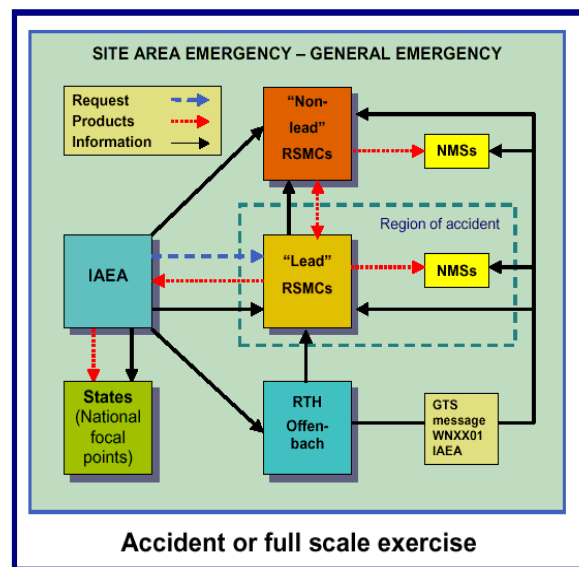 SITE AREA EMERGENCY – GENERAL EMERGENCY
Request
Products
Information
“Non-
lead”
RSMCs
NMSs
Region of accident
IAEA
“Lead”
RSMCs
NMSs
States
(National
focal
points)
RTH
Offen-
bach
GTS
message
WNXX01
IAEA
Accident or full scale exercise